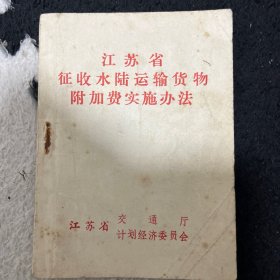 江苏省
征收水陆运输货物
附加费实施办法
江苏省 交通厅
计划经济委员会